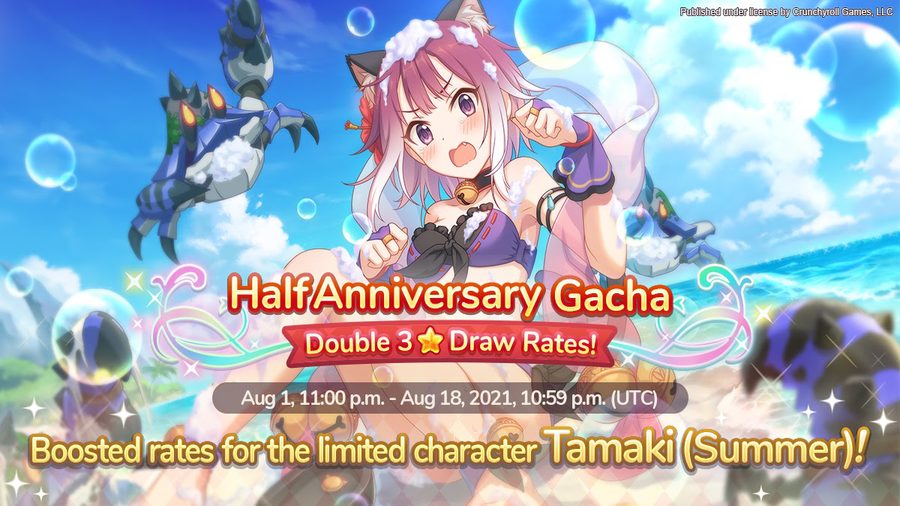 Published under license by Crunchyroll Games, LLC
Half Anniversary Gacha
Double 3⭐Draw Rates!
Aug 1, 11:00 p.m. - Aug 18, 2021, 10:59 p.m. (UTC)
Boosted rates for the limited character Tamaki (Summer)!